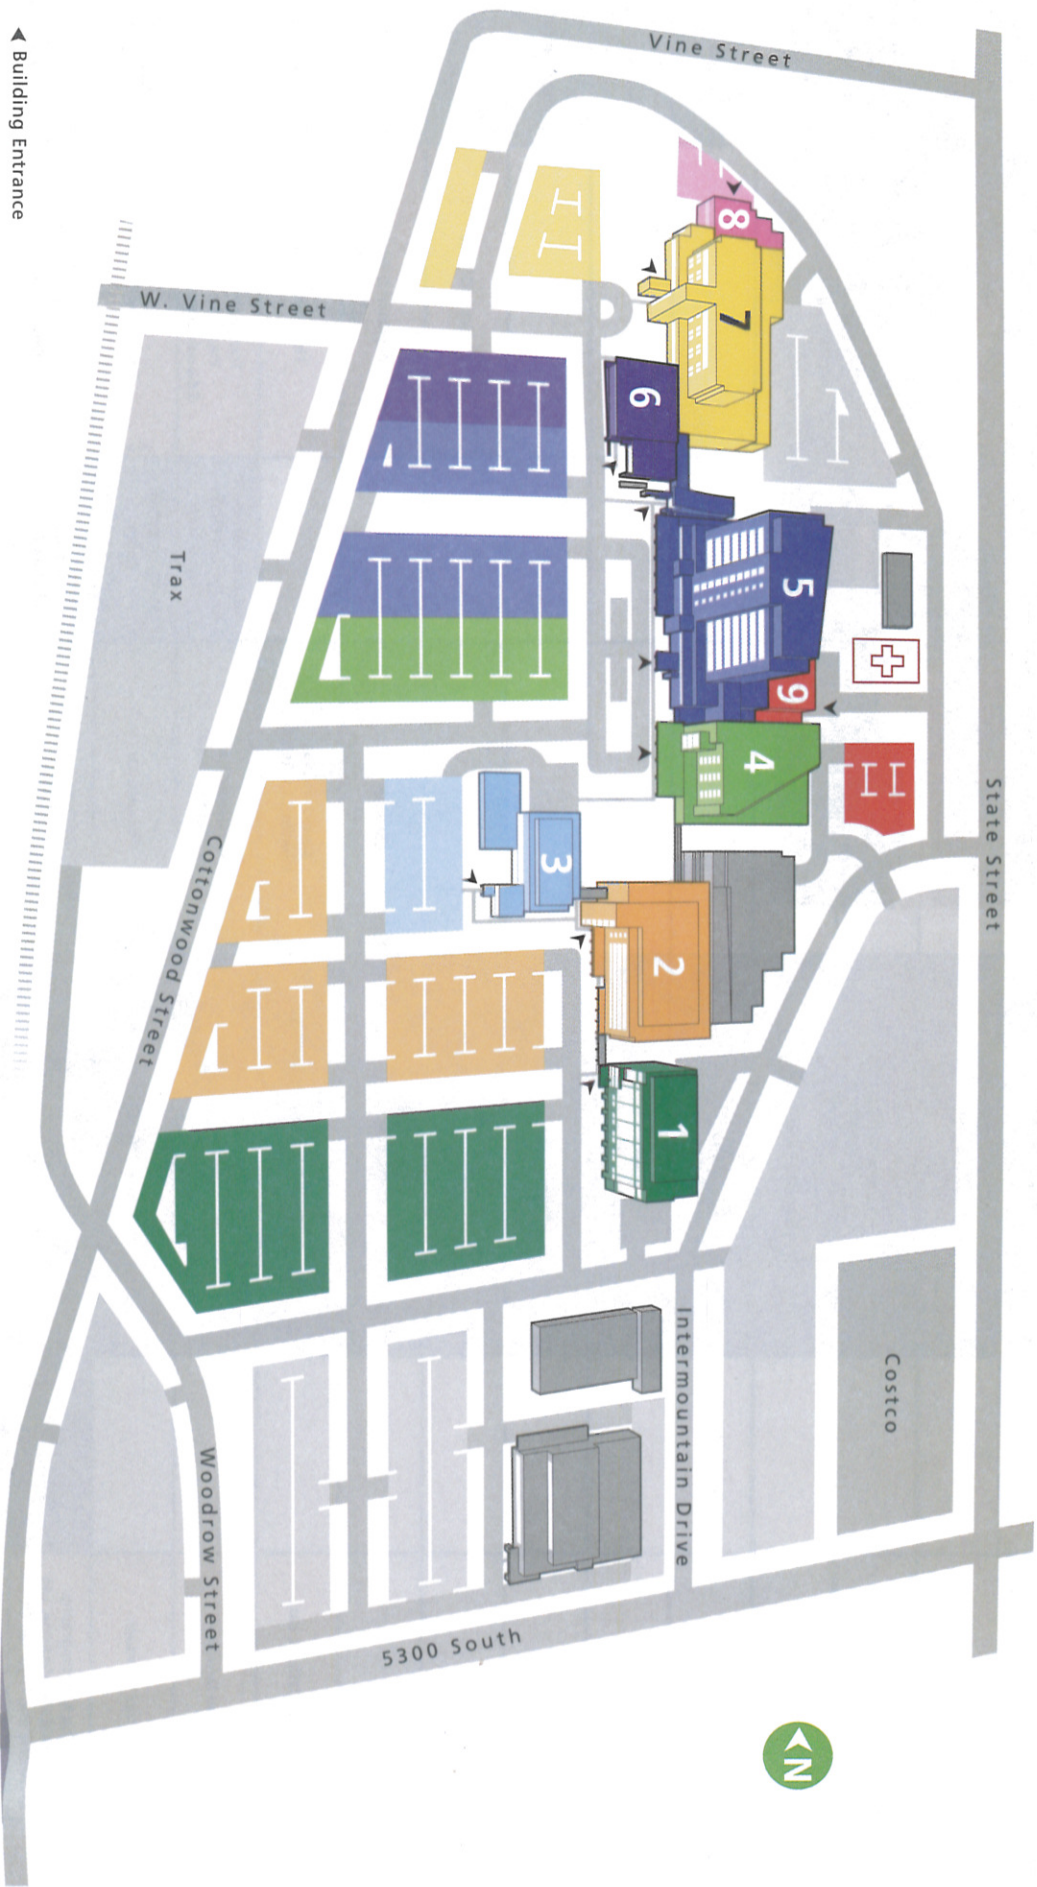 Vine Street
W. Vine Street
Building Entrance
8
7
6
5
9
4
3
2
1
Trax
State Street
Cottonwood Street
Costco
Intermountain Drive
Woodrow Street
5300 South
N